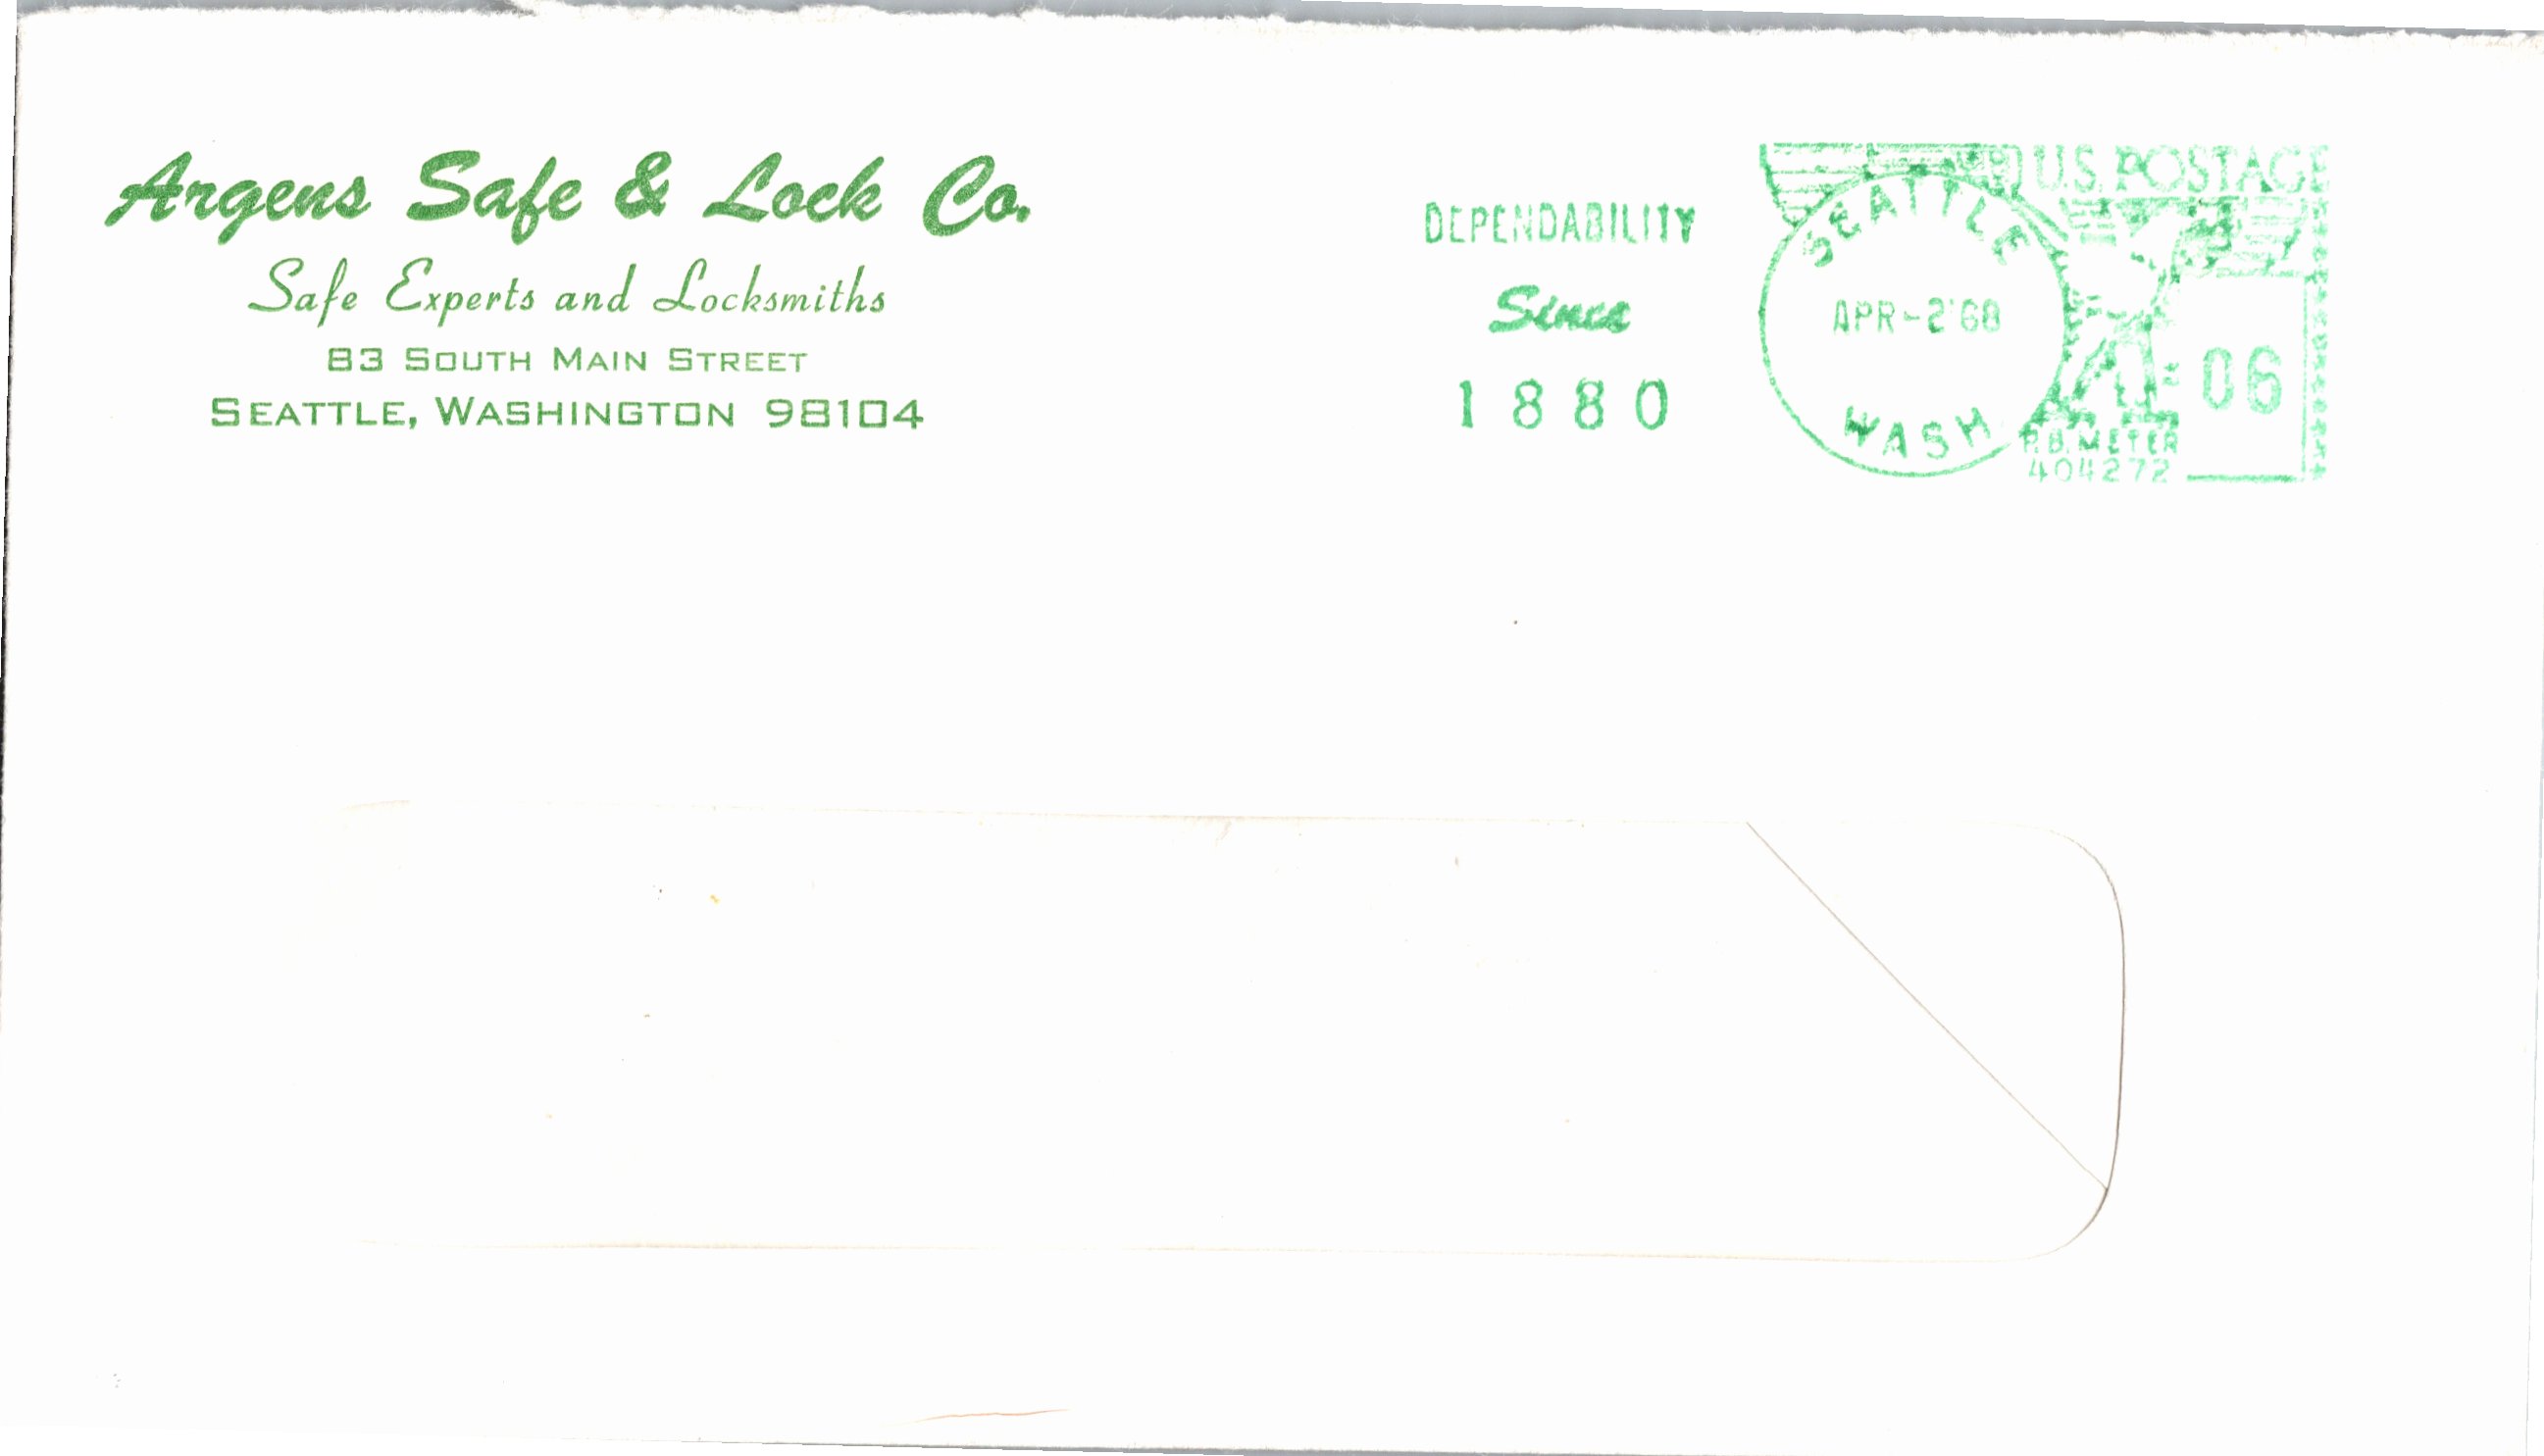 Argens Safe & Lock Co.
Safe Experts and Locksmiths
83 South Main Street
Seattle, Washington 98104
DEPENDABILITY
Since
1880
SEATTLE
WASH
APR-2'68
U.S. POSTAGE
06
P.B. METER
404272